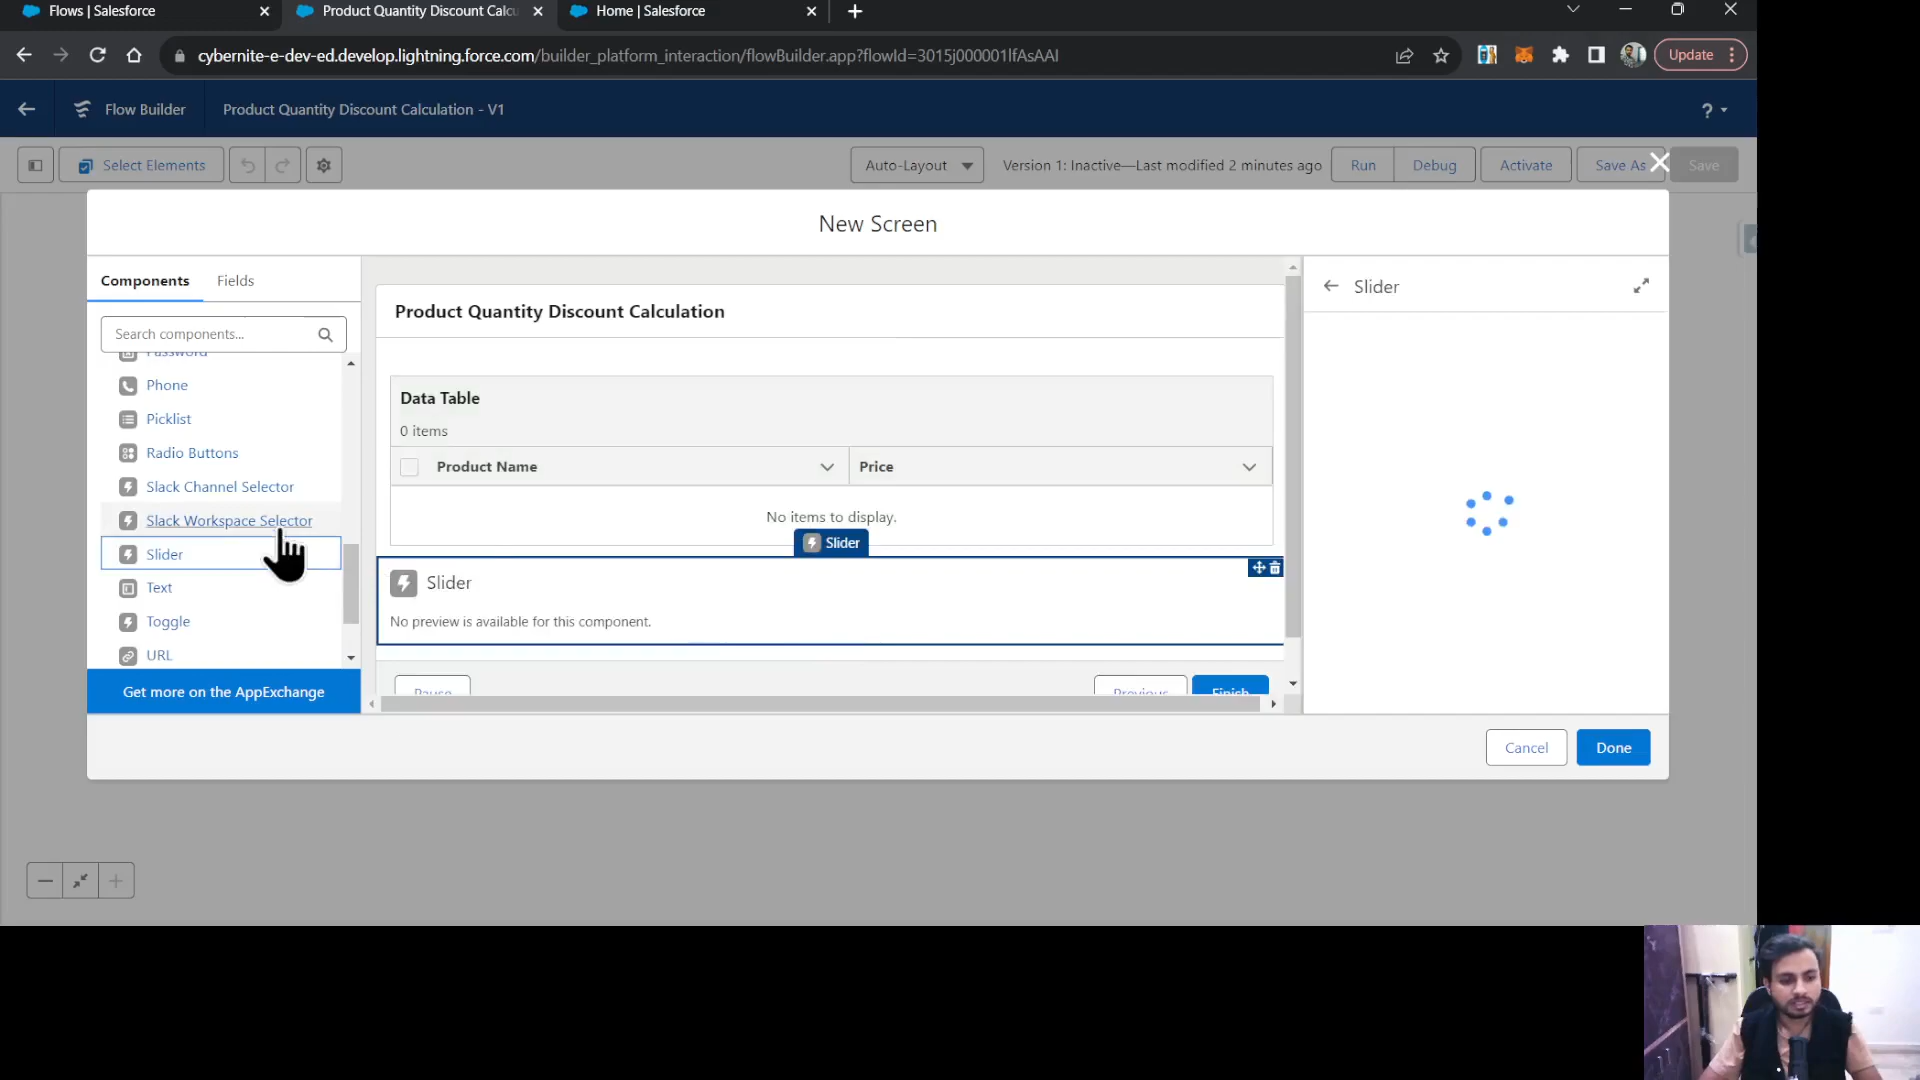 Flows | Salesforce
Product Quantity Discount Calcu
Home | Salesforce
cybernite-e-dev-ed.develop.lightning.force.com/builder_platform_interaction/flowBuilder.app?flowId=3015j000001lfAsAAI
Update
Flow Builder
Product Quantity Discount Calculation - V1
?
Select Elements
Auto-Layout
Version 1: Inactive—Last modified 2 minutes ago
Run
Debug
Activate
Save As
Save
New Screen
Components
Fields
Search components...
Password
Phone
Picklist
Radio Buttons
Slack Channel Selector
Slack Workspace Selector
Slider
Text
Toggle
URL
Get more on the AppExchange
Product Quantity Discount Calculation
Data Table
0 items
Product Name
Price
No items to display.
Slider
Slider
No preview is available for this component.
Pause
Previous
Finish
Slider
Cancel
Done